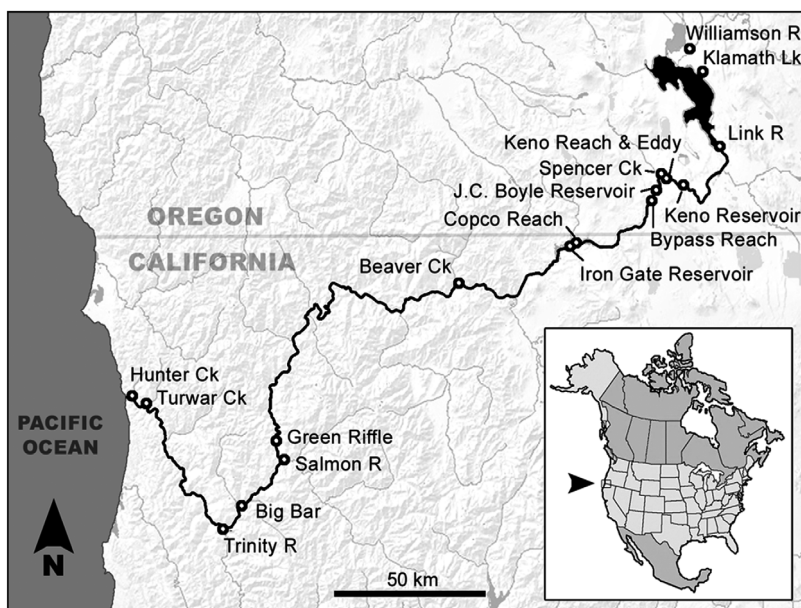 Williamson R
Klamath Lk
Link R
Keno Reach & Eddy
Spencer Ck
J.C. Boyle Reservoir
Keno Reservoir
Copco Reach
Bypass Reach
OREGON
CALIFORNIA
Beaver Ck
Iron Gate Reservoir
Hunter Ck
Turwar Ck
PACIFIC
OCEAN
Green Riffle
Salmon R
Big Bar
Trinity R
N
50 km